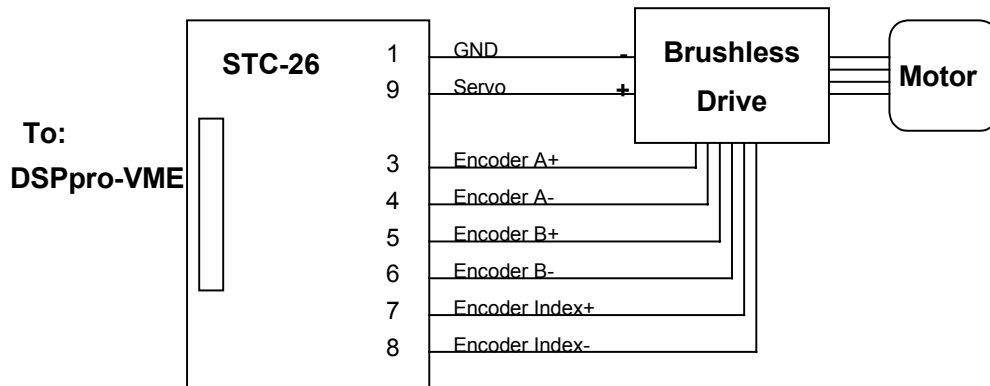 STC-26
To:
DSPpro-VME
1 GND -
9 Servo +
3 Encoder A+
4 Encoder A-
5 Encoder B+
6 Encoder B-
7 Encoder Index+
8 Encoder Index-
Brushless
Drive
Motor